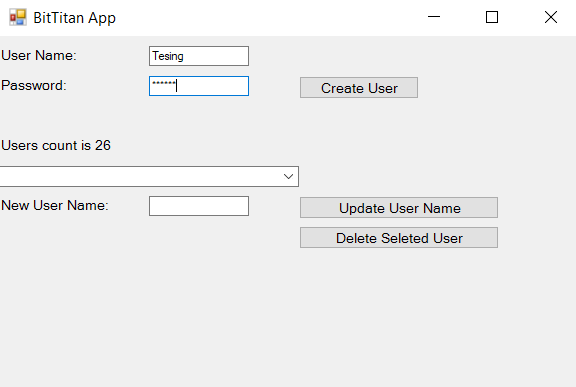 BitTitan App
User Name: Tesing
Password: ******
Create User
Users count is 26
New User Name:
Update User Name
Delete Seleted User